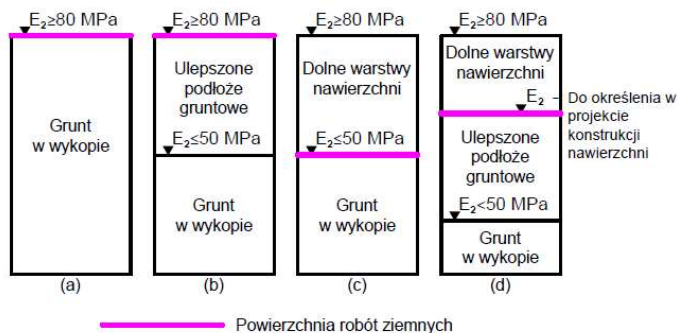 E₂≥80 MPa
Grunt
w wykopie
(a)
E₂≥80 MPa
Ulepszone
podłoże
gruntowe
E₂≤50 MPa
Grunt
w wykopie
(b)
E₂≥80 MPa
Dolne warstwy
nawierzchni
E₂≤50 MPa
Grunt
w wykopie
(c)
E₂≥80 MPa
Dolne warstwy
nawierzchni
E₂ - Do określenia w
projekcie
konstrukcji
nawierzchni
Ulepszone
podłoże
gruntowe
E₂<50 MPa
Grunt
w wykopie
(d)
Powierzchnia robót ziemnych